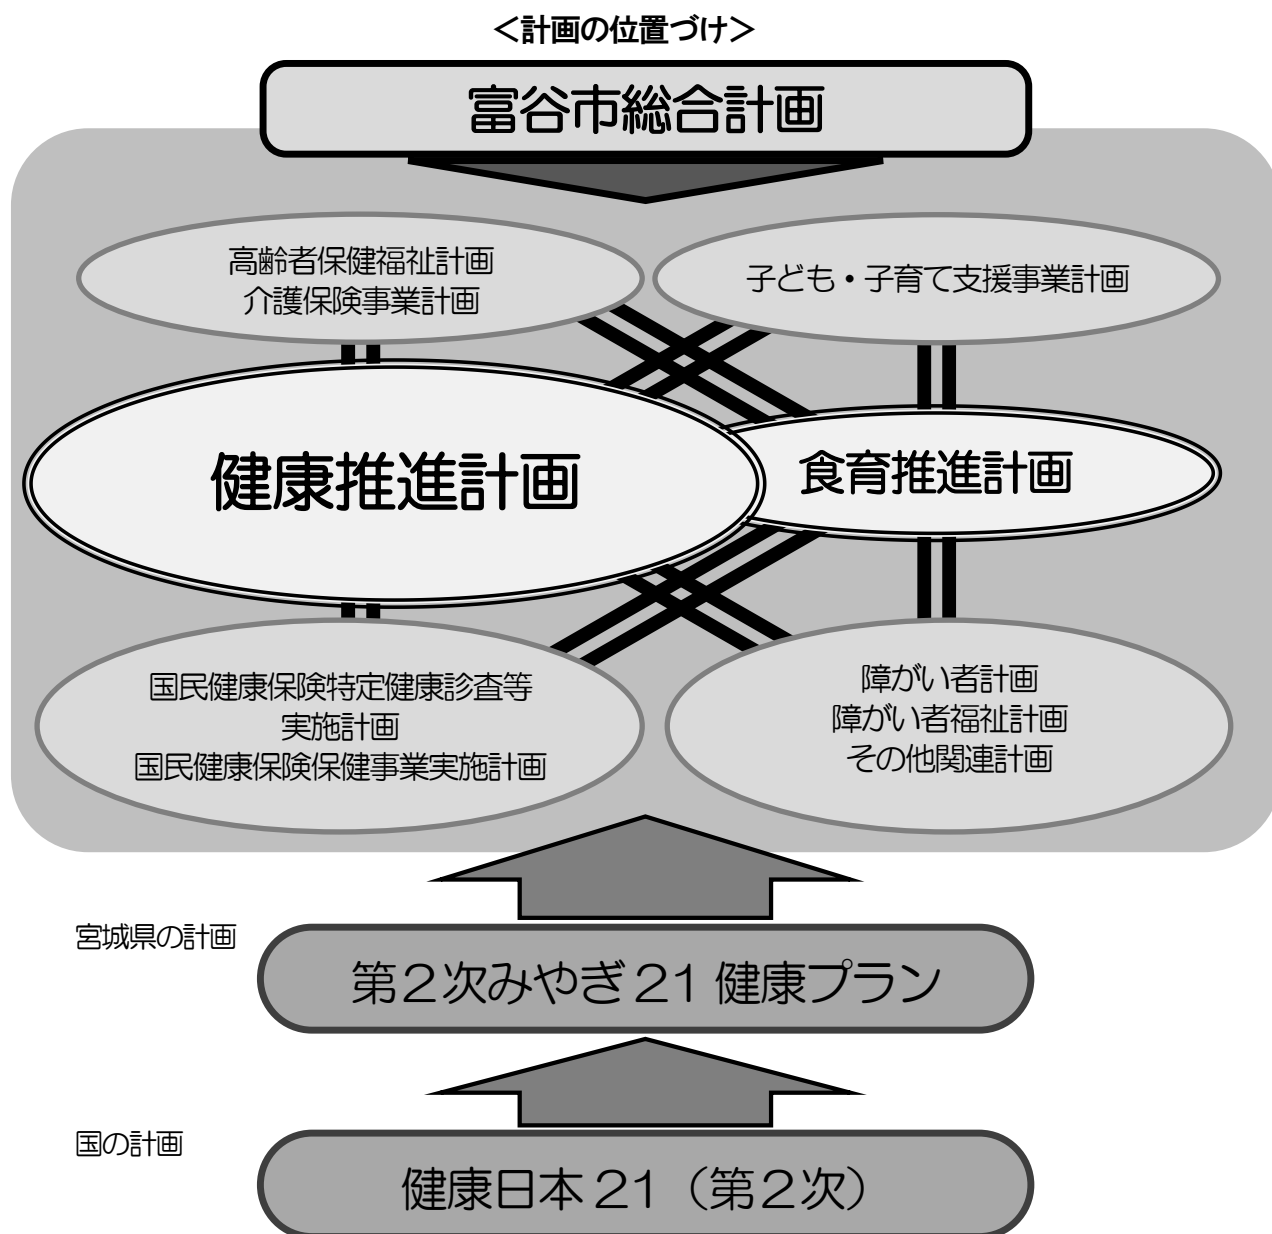 ＜計画の位置づけ＞
富谷市総合計画
高齢者保健福祉計画
介護保険事業計画
子ども・子育て支援事業計画
健康推進計画
食育推進計画
国民健康保険特定健康診査等
実施計画
国民健康保険保健事業実施計画
障がい者計画
障がい者福祉計画
その他関連計画
宮城県の計画
第２次みやぎ 21 健康プラン
国の計画
健康日本 21（第２次）